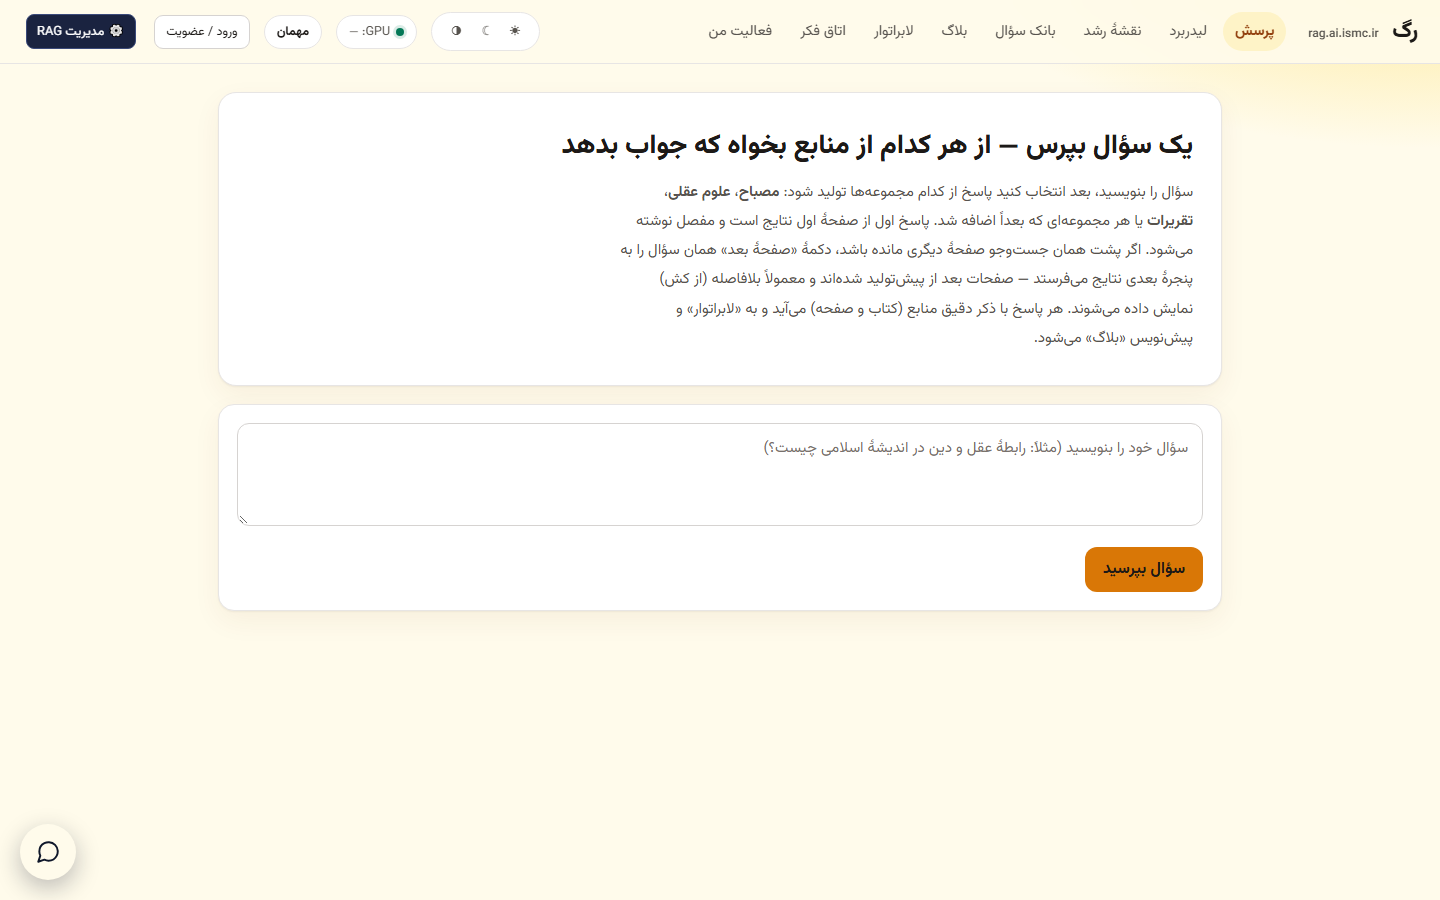 رگ
rag.ai.ismc.ir
پرسش
لیدربرد
نقشهٔ رشد
بانک سؤال
بلاگ
لابراتوار
اتاق فکر
فعالیت من
GPU: —
مهمان
ورود / عضویت
مدیریت RAG
یک سؤال بپرس — از هر کدام از منابع بخواه که جواب بدهد
سؤال را بنویسید، بعد انتخاب کنید پاسخ از کدام مجموعه‌ها تولید شود: مصباح، علوم عقلی،
تقریرات یا هر مجموعه‌ای که بعداً اضافه شد. پاسخ اول از صفحهٔ اول نتایج است و مفصل نوشته
می‌شود. اگر پشت همان جست‌وجو صفحهٔ دیگری مانده باشد، دکمهٔ «صفحهٔ بعد» همان سؤال را به
پنجرهٔ بعدی نتایج می‌فرستد — صفحات بعد از پیش‌تولید شده‌اند و معمولاً بلافاصله (از کش)
نمایش داده می‌شوند. هر پاسخ با ذکر دقیق منابع (کتاب و صفحه) می‌آید و به «لابراتوار» و
پیش‌نویس «بلاگ» می‌شود.
سؤال خود را بنویسید (مثلاً: رابطهٔ عقل و دین در اندیشهٔ اسلامی چیست؟)
سؤال بپرسید